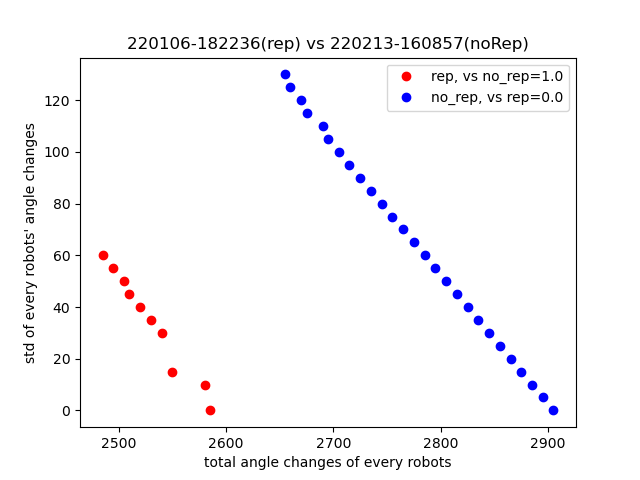 220106-182236(rep) vs 220213-160857(noRep)
rep, vs no_rep=1.0
no_rep, vs rep=0.0
std of every robots' angle changes
120
100
80
60
40
20
0
2500 2600 2700 2800 2900
total angle changes of every robots